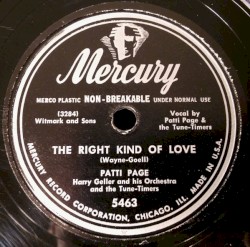 Mercury
MERCO PLASTIC NON-BREAKABLE UNDER NORMAL USE
(3284)
Witmark and Sons
Vocal by
Patti Page &
the Tune-Timers
THE RIGHT KIND OF LOVE
(Wayne-Goell)
PATTI PAGE
Harry Geller and his Orchestra
and the Tune-Timers
5463
MERCURY RECORD CORPORATION, CHICAGO, ILL. MADE IN U.S.A.